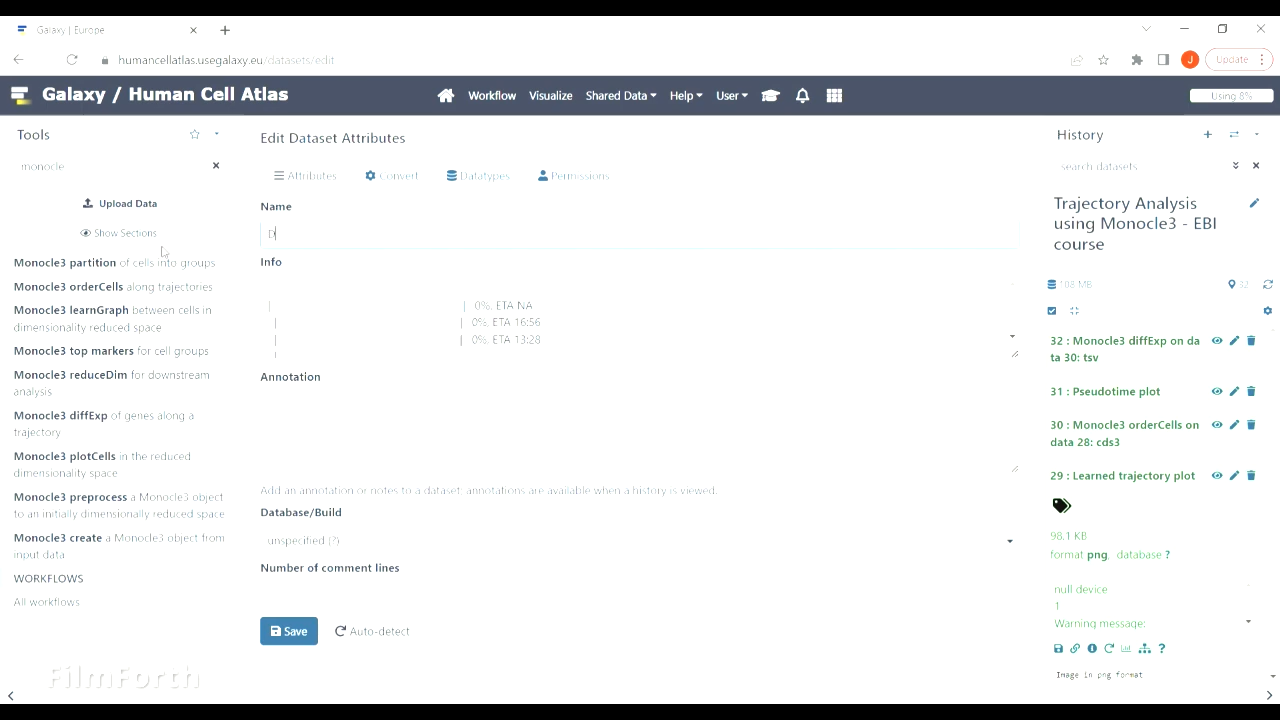 Galaxy | Europe
humancellatlas.usegalaxy.eu/datasets/edit
J
Update
Galaxy / Human Cell Atlas
Workflow
Visualize
Shared Data
Help
User
Using 8%
Tools
monocle
Upload Data
Show Sections
Monocle3 partition of cells into groups
Monocle3 orderCells along trajectories
Monocle3 learnGraph between cells in
dimensionality reduced space
Monocle3 top markers for cell groups
Monocle3 reduceDim for downstream
analysis
Monocle3 diffExp of genes along a
trajectory
Monocle3 plotCells in the reduced
dimensionality space
Monocle3 preprocess a Monocle3 object
to an initially dimensionally reduced space
Monocle3 create a Monocle3 object from
input data
WORKFLOWS
All workflows
FilmForth
Edit Dataset Attributes
Attributes
Convert
Datatypes
Permissions
Name
D
Info
| | 0%, ETA NA
| | 0%, ETA 16:56
| | 0%, ETA 13:28
Annotation
Add an annotation or notes to a dataset; annotations are available when a history is viewed.
Database/Build
unspecified (?)
Number of comment lines
Save
Auto-detect
History
search datasets
Trajectory Analysis
using Monocle3 - EBI
course
108 MB
32
32 : Monocle3 diffExp on da
ta 30: tsv
31 : Pseudotime plot
30 : Monocle3 orderCells on
data 28: cds3
29 : Learned trajectory plot
98.1 KB
format png, database ?
null device
1
Warning message:
Image in png format